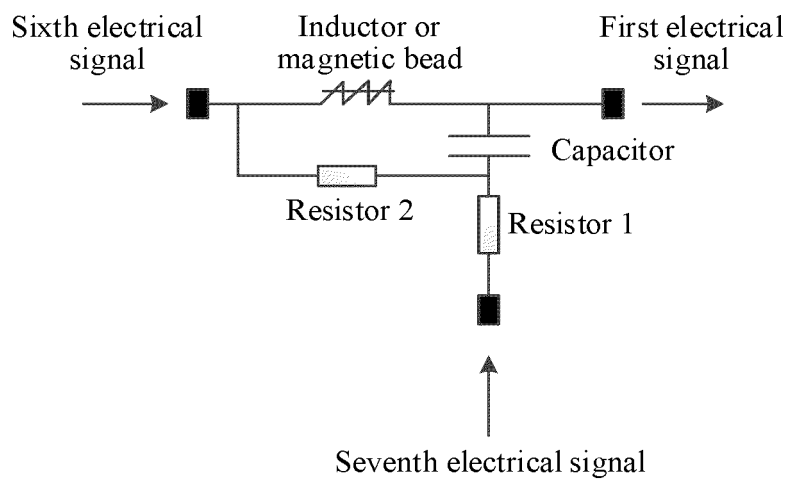 Sixth electrical
signal
Inductor or
magnetic bead
First electrical
signal
Capacitor
Resistor 2
Resistor 1
Seventh electrical signal